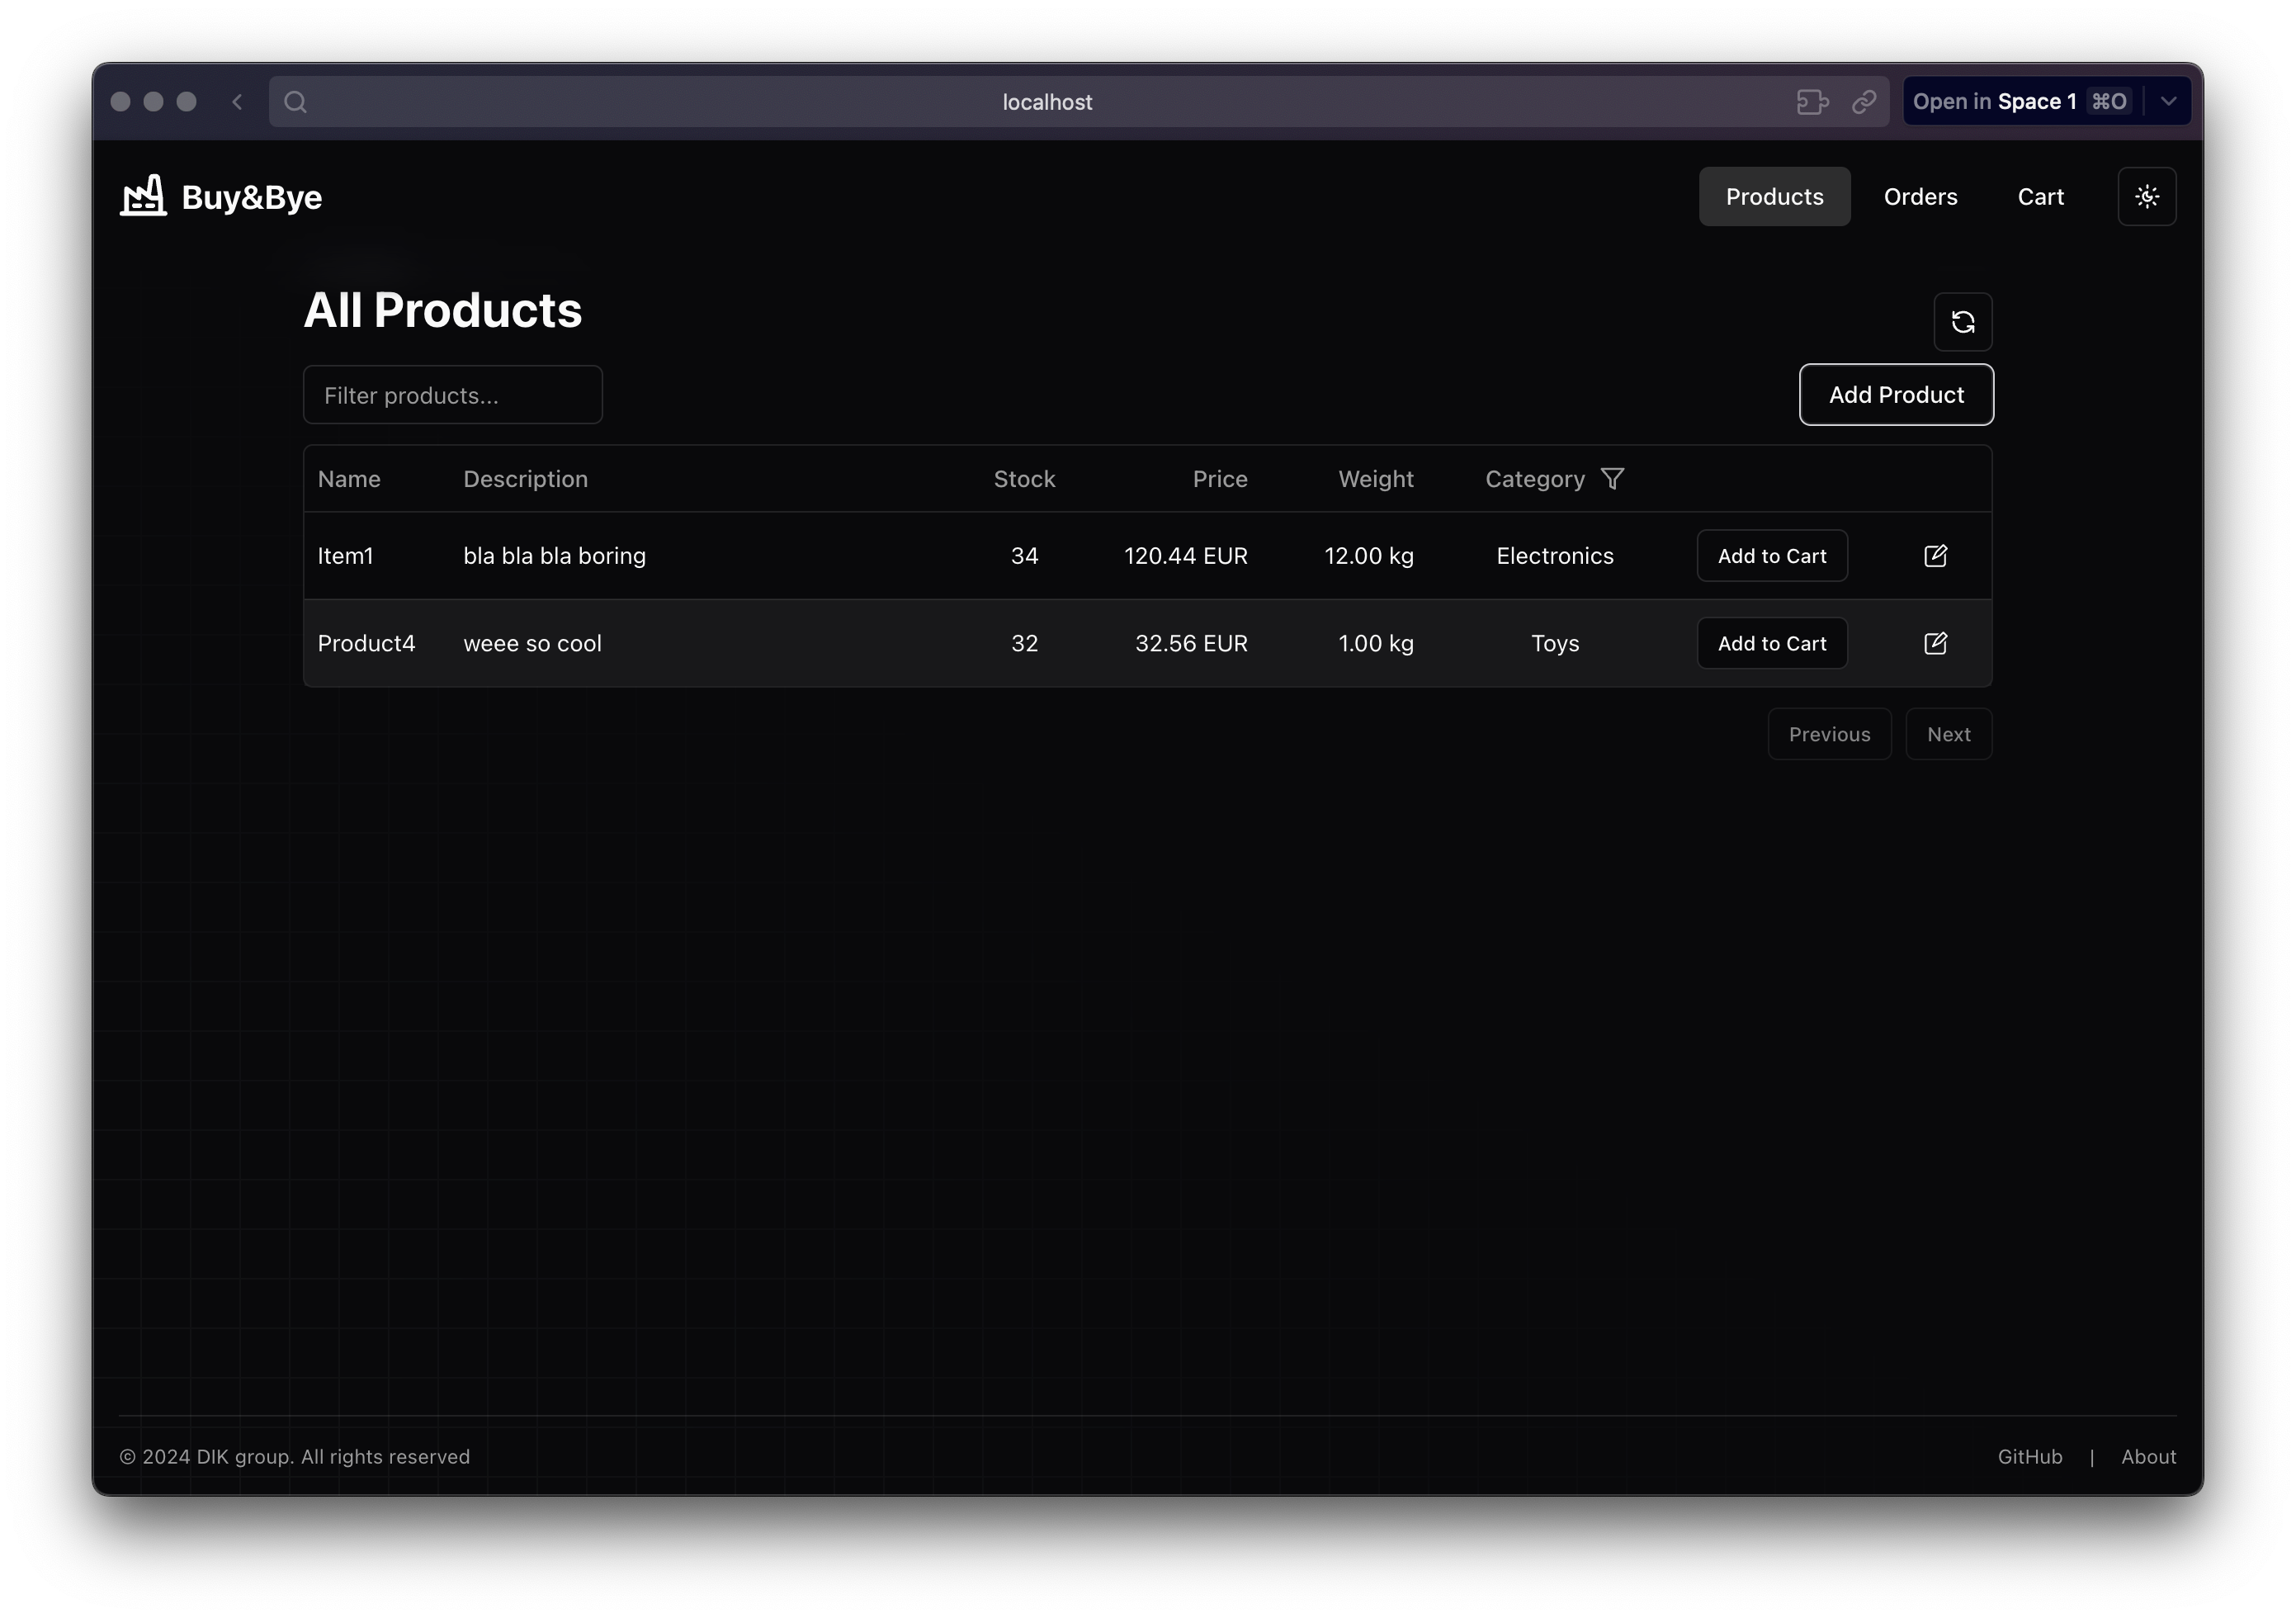 localhost
Open in Space 1 ⌘O
Buy&Bye
Products Orders Cart
All Products
Filter products...
Add Product
Name Description Stock Price Weight Category
Item1 bla bla bla boring 34 120.44 EUR 12.00 kg Electronics Add to Cart
Product4 weee so cool 32 32.56 EUR 1.00 kg Toys Add to Cart
Previous Next
© 2024 DIK group. All rights reserved GitHub | About